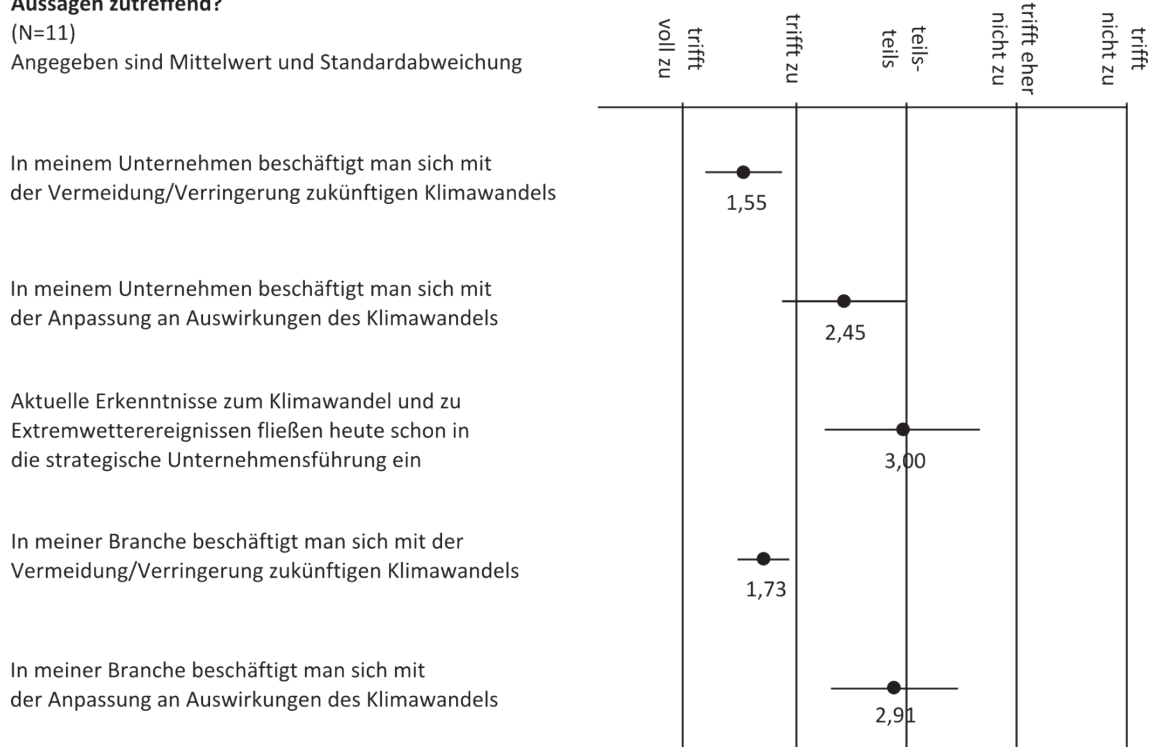 Aussagen zutreffend?
(N=11)
Angegeben sind Mittelwert und Standardabweichung
trifft
voll zu
trifft zu
teils-
teils
trifft eher
nicht zu
trifft
nicht zu
In meinem Unternehmen beschäftigt man sich mit
der Vermeidung/Verringerung zukünftigen Klimawandels
1,55
In meinem Unternehmen beschäftigt man sich mit
der Anpassung an Auswirkungen des Klimawandels
2,45
Aktuelle Erkenntnisse zum Klimawandel und zu
Extremwetterereignissen fließen heute schon in
die strategische Unternehmensführung ein
3,00
In meiner Branche beschäftigt man sich mit der
Vermeidung/Verringerung zukünftigen Klimawandels
1,73
In meiner Branche beschäftigt man sich mit
der Anpassung an Auswirkungen des Klimawandels
2,91